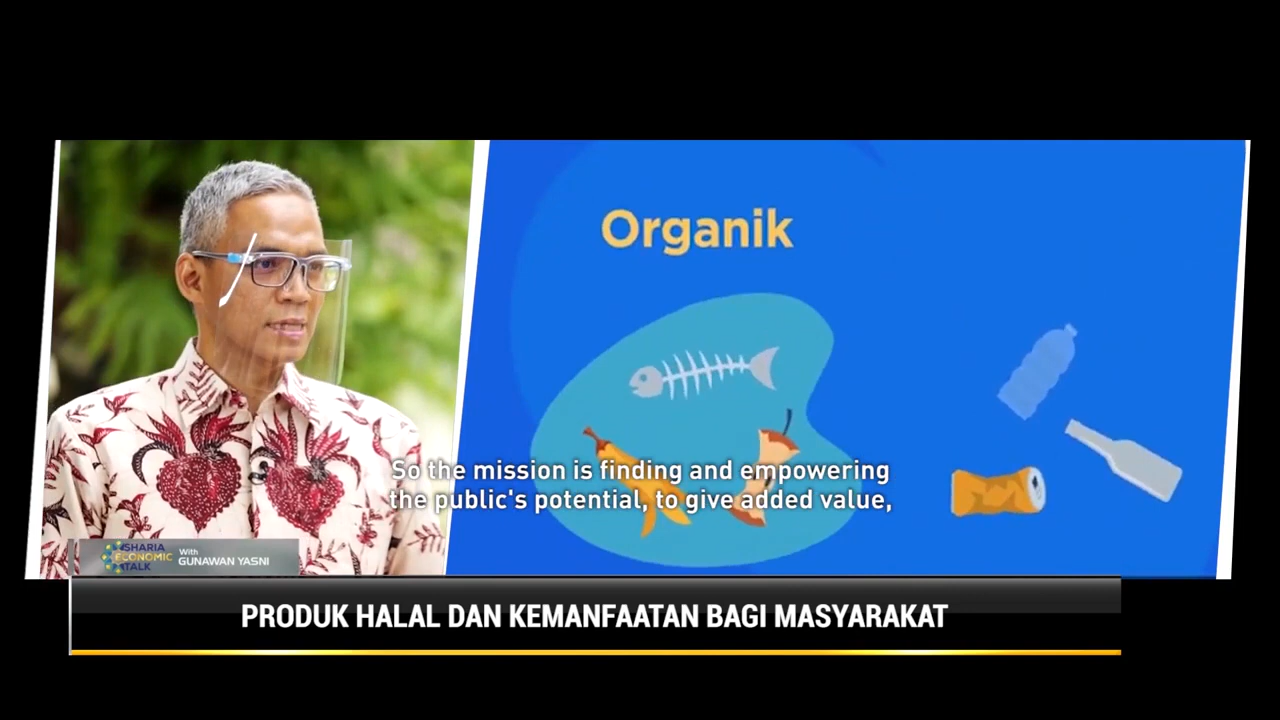 Organik
So the mission is finding and empowering
the public's potential, to give added value,
SHARIA
ECONOMIC
TALK
With
GUNAWAN YASNI
PRODUK HALAL DAN KEMANFAATAN BAGI MASYARAKAT